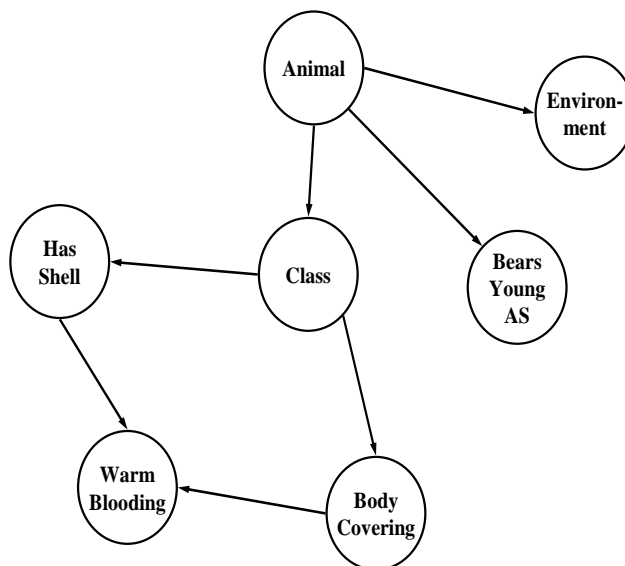 Animal
Environ-
ment
Has
Shell
Class
Bears
Young
AS
Warm
Blooding
Body
Covering